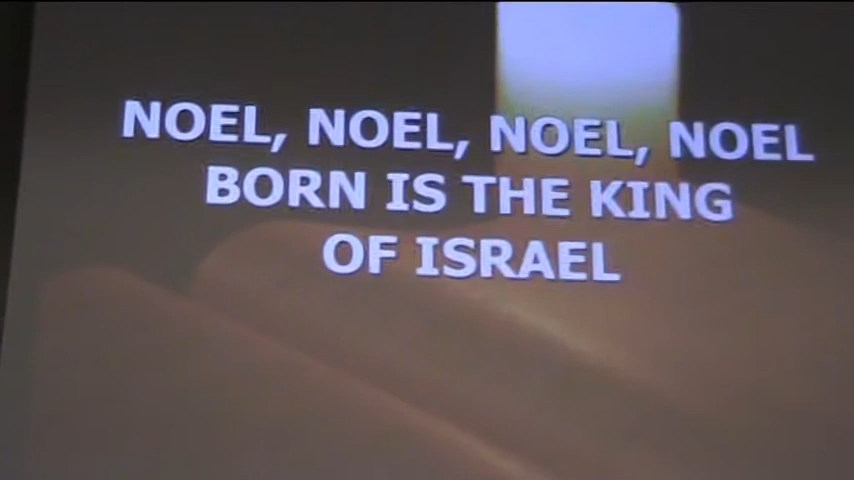 NOEL, NOEL, NOEL, NOEL
BORN IS THE KING
OF ISRAEL